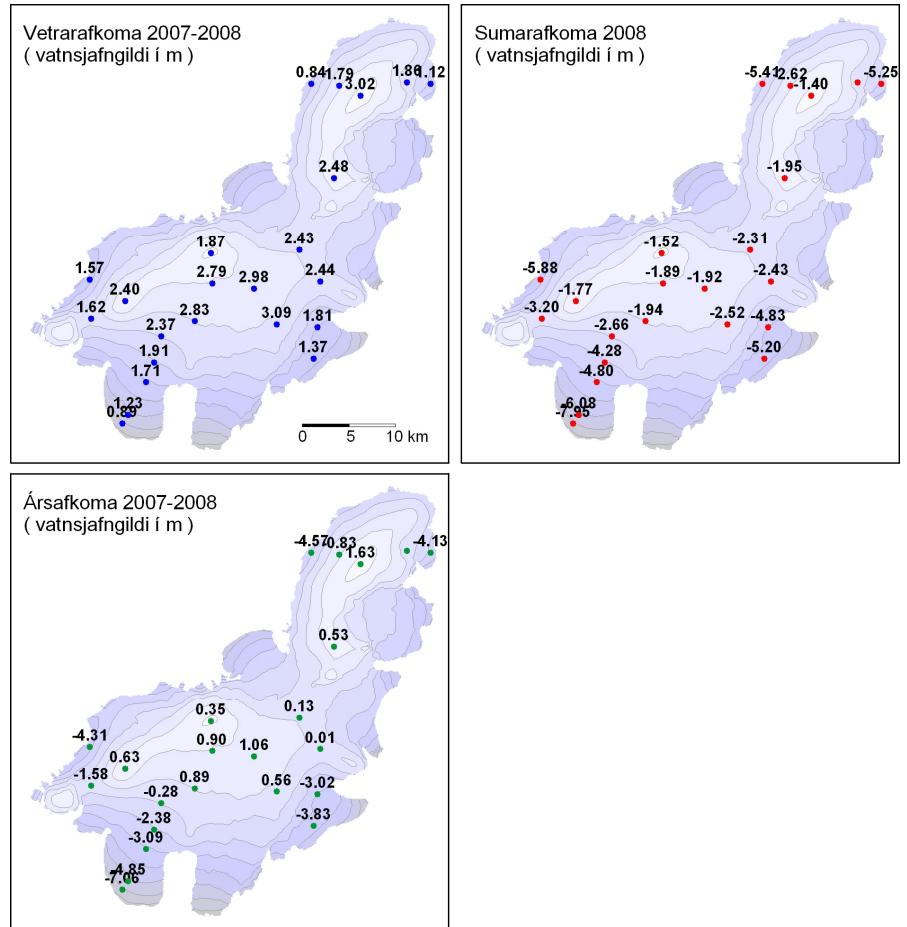 Vetrarafkoma 2007-2008
( vatnsjafngildi í m )
0.84 1.79 1.86 1.12
3.02
2.48
1.87 2.43
1.57 2.79 2.98 2.44
2.40
1.62 2.83 3.09 1.81
2.37
1.91 1.37
1.71
1.23
0.89
0 5 10 km
Sumarafkoma 2008
( vatnsjafngildi í m )
-5.41 -2.62 -5.25
-1.40
-1.95
-1.52 -2.31
-5.88 -1.89 -1.92 -2.43
-1.77
-3.20 -1.94 -2.52 -4.83
-2.66
-4.28 -5.20
-4.80
-6.08
-7.95
Ársafkoma 2007-2008
( vatnsjafngildi í m )
-4.57 -0.83 -4.13
1.63
0.53
0.35 0.13
-4.31 0.90 1.06 0.01
0.63
-1.58 0.89 0.56 -3.02
-0.28
-2.38 -3.83
-3.09
-4.85
-7.06